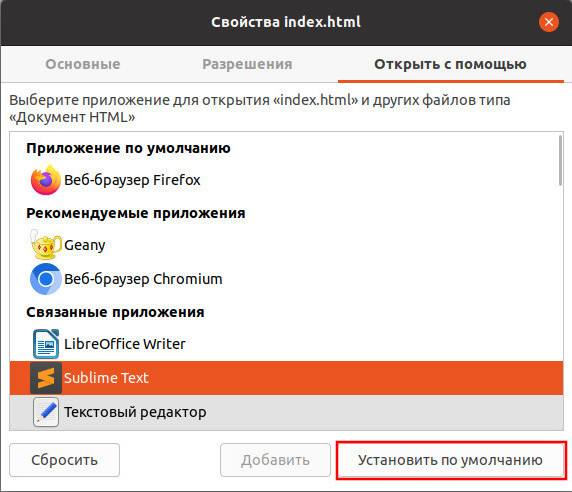 Свойства index.html
Основные Разрешения Открыть с помощью
Выберите приложение для открытия «index.html» и других файлов типа
«Документ HTML»
Приложение по умолчанию
Веб-браузер Firefox
Рекомендуемые приложения
Geany
Веб-браузер Chromium
Связанные приложения
LibreOffice Writer
Sublime Text
Текстовый редактор
Сбросить Добавить Установить по умолчанию